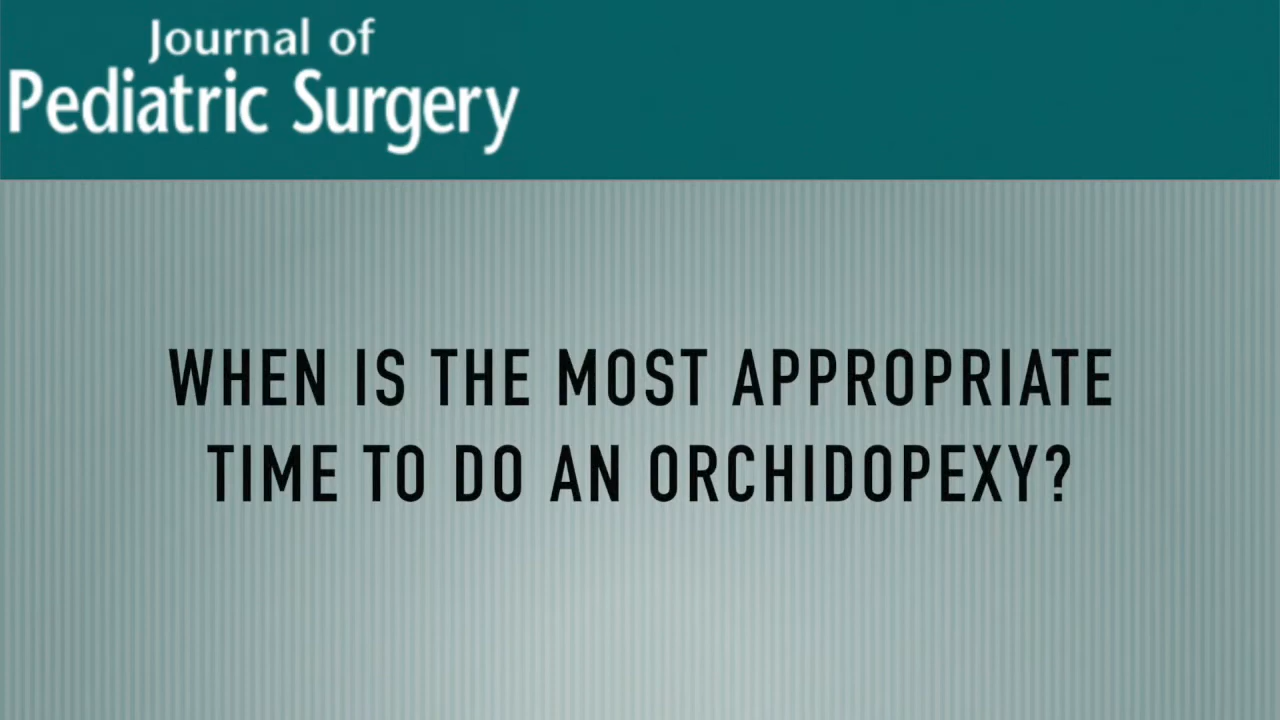 Journal of
Pediatric Surgery
WHEN IS THE MOST APPROPRIATE
TIME TO DO AN ORCHIDOPEXY?